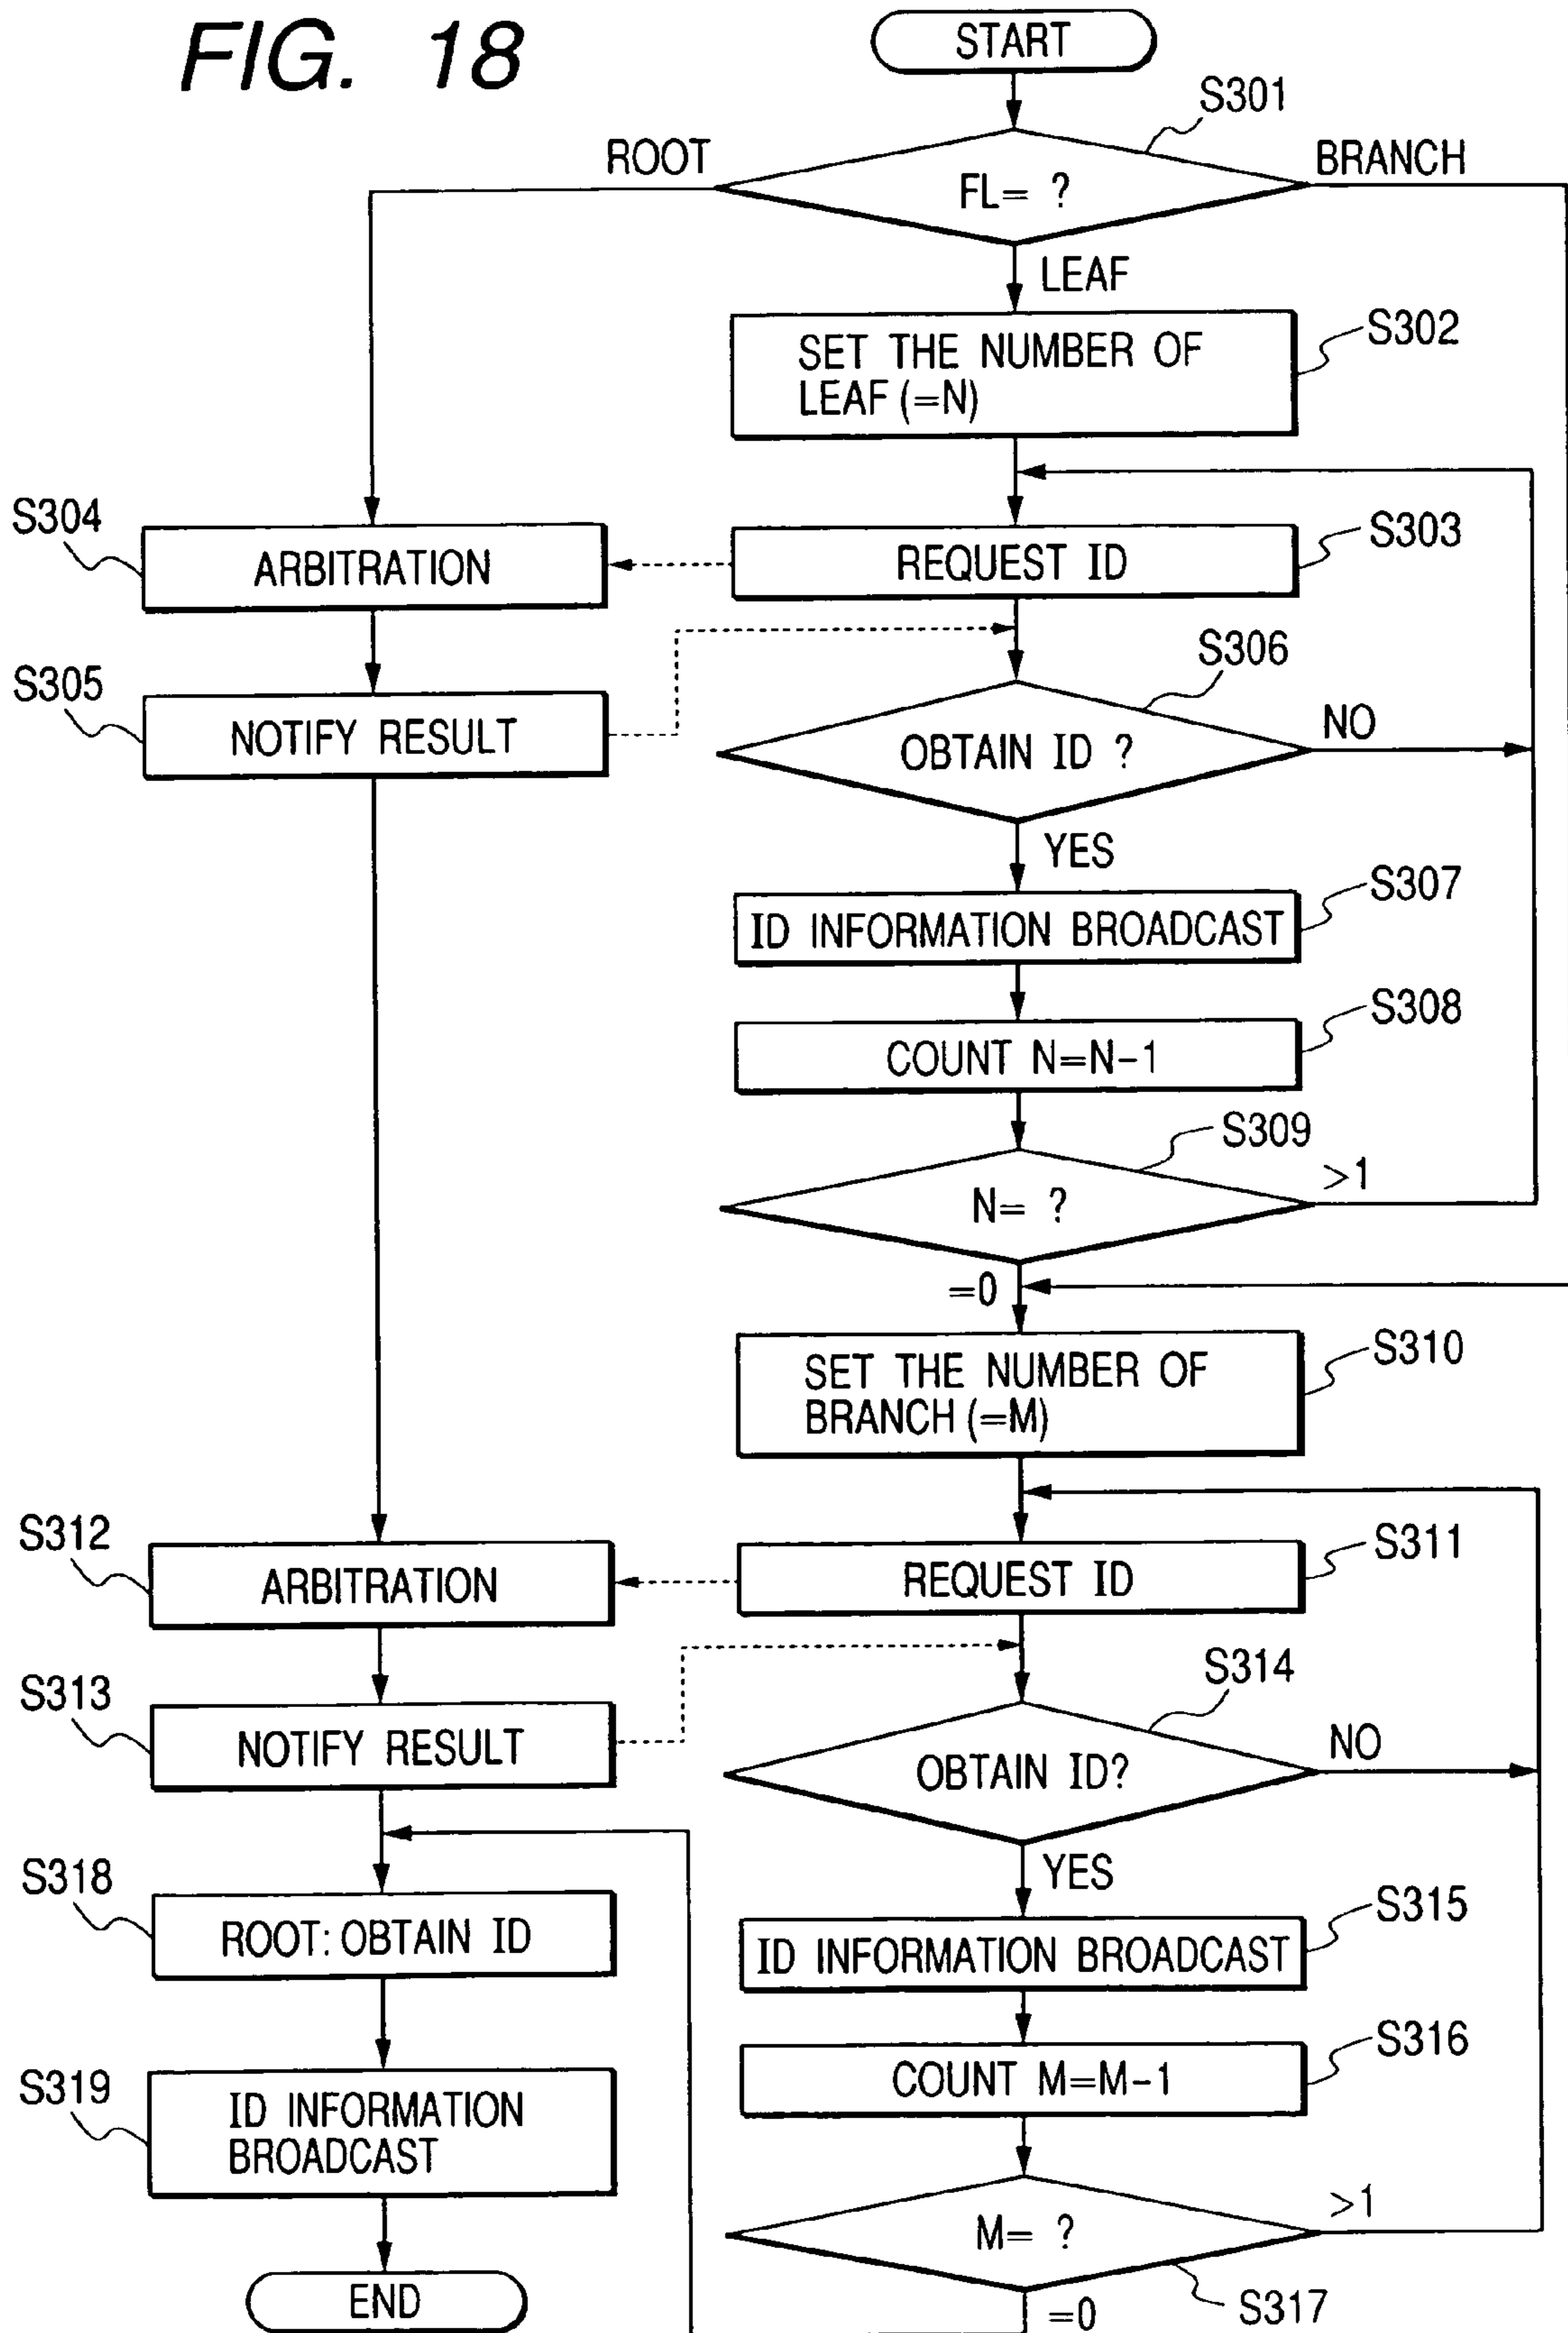 FIG. 18
START
S301
ROOT
BRANCH
FL= ?
LEAF
S302
SET THE NUMBER OF
LEAF (=N)
S304
ARBITRATION
S303
REQUEST ID
S305
NOTIFY RESULT
S306
OBTAIN ID ?
NO
YES
S307
ID INFORMATION BROADCAST
S308
COUNT N=N-1
S309
N= ?
>1
=0
S310
SET THE NUMBER OF
BRANCH (=M)
S312
ARBITRATION
S311
REQUEST ID
S313
NOTIFY RESULT
S314
OBTAIN ID?
NO
YES
S318
ROOT: OBTAIN ID
S315
ID INFORMATION BROADCAST
S316
COUNT M=M-1
S319
ID INFORMATION
BROADCAST
M= ?
>1
S317
=0
END